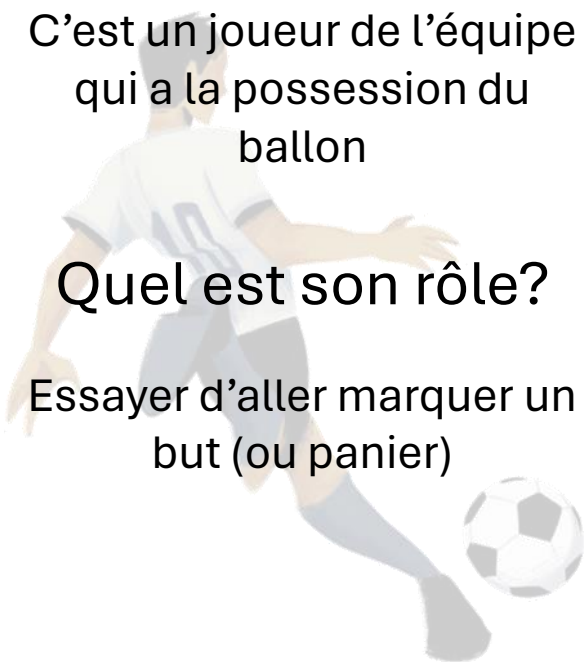 C’est un joueur de l’équipe
qui a la possession du
ballon
Quel est son rôle?
Essayer d’aller marquer un
but (ou panier)
10